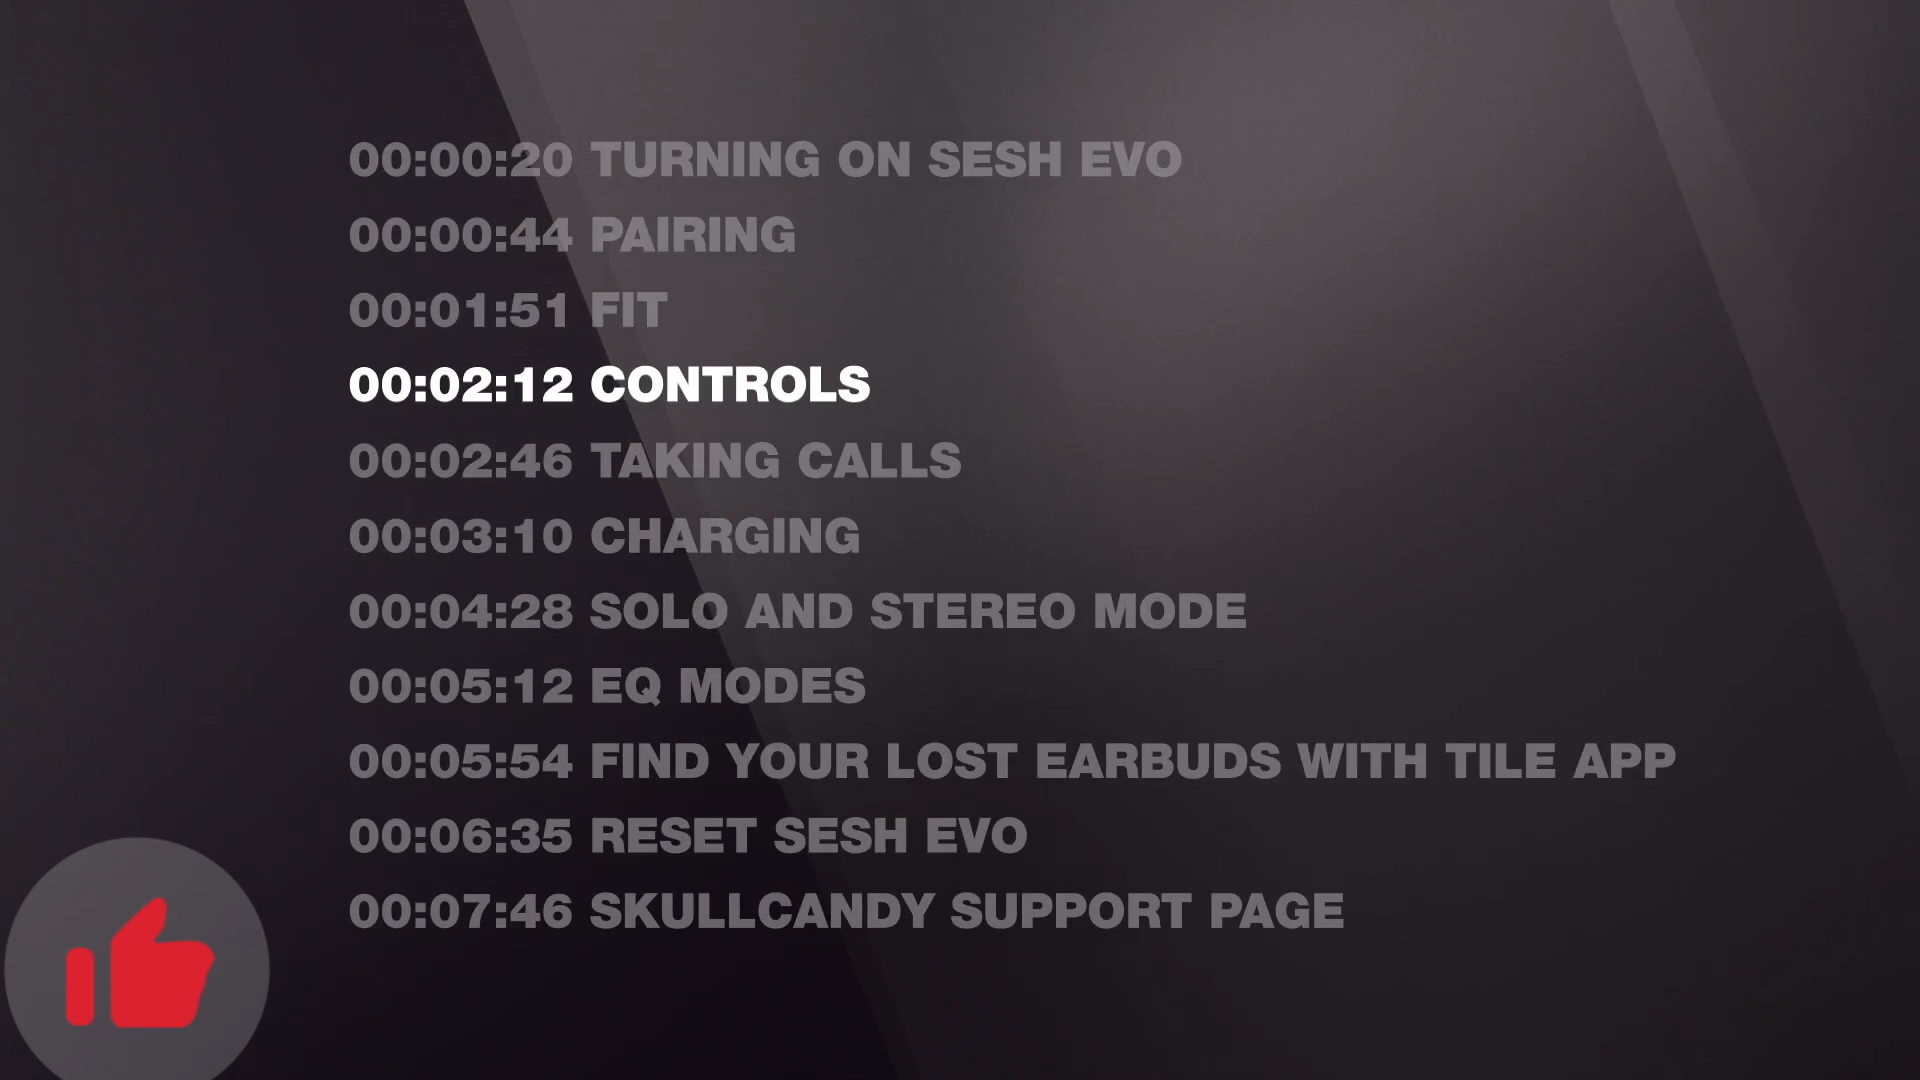 00:00:20 TURNING ON SESH EVO
00:00:44 PAIRING
00:01:51 FIT
00:02:12 CONTROLS
00:02:46 TAKING CALLS
00:03:10 CHARGING
00:04:28 SOLO AND STEREO MODE
00:05:12 EQ MODES
00:05:54 FIND YOUR LOST EARBUDS WITH TILE APP
00:06:35 RESET SESH EVO
00:07:46 SKULLCANDY SUPPORT PAGE